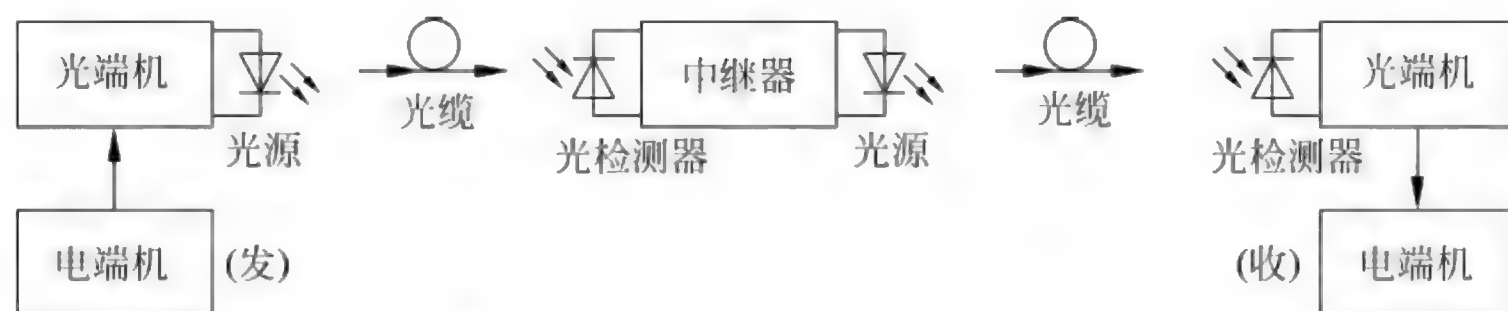 光端机 中继器 光端机
光缆 光缆
光源 光检测器 光源 光检测器
电端机 (发) (收) 电端机